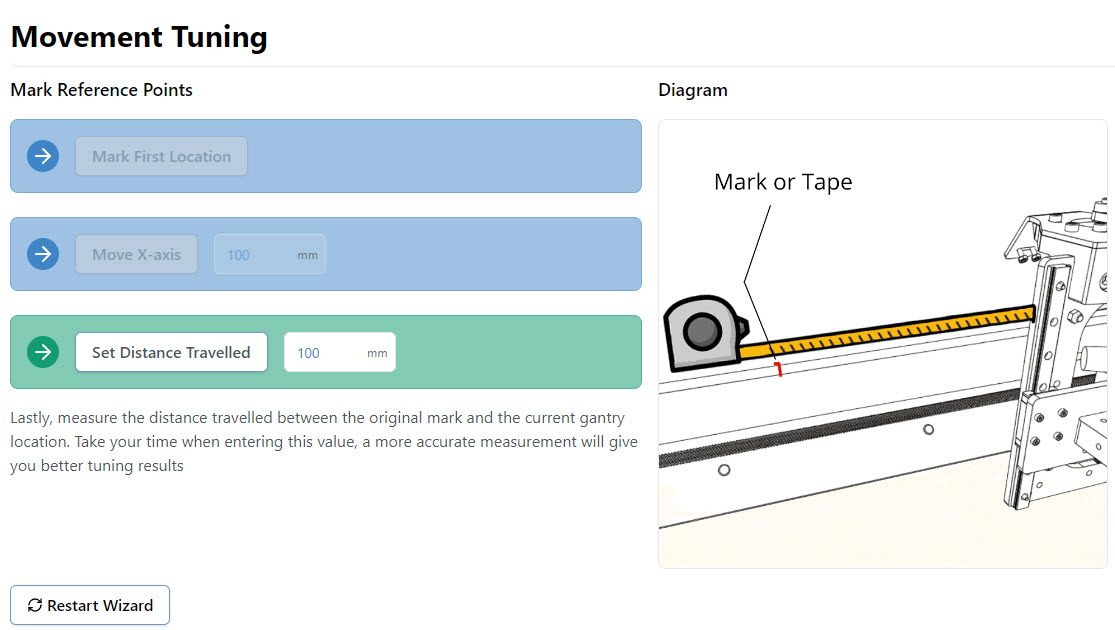 Movement Tuning
Mark Reference Points
Mark First Location
Move X-axis
100 mm
Set Distance Travelled
100 mm
Lastly, measure the distance travelled between the original mark and the current gantry
location. Take your time when entering this value, a more accurate measurement will give
you better tuning results
Restart Wizard
Diagram
Mark or Tape